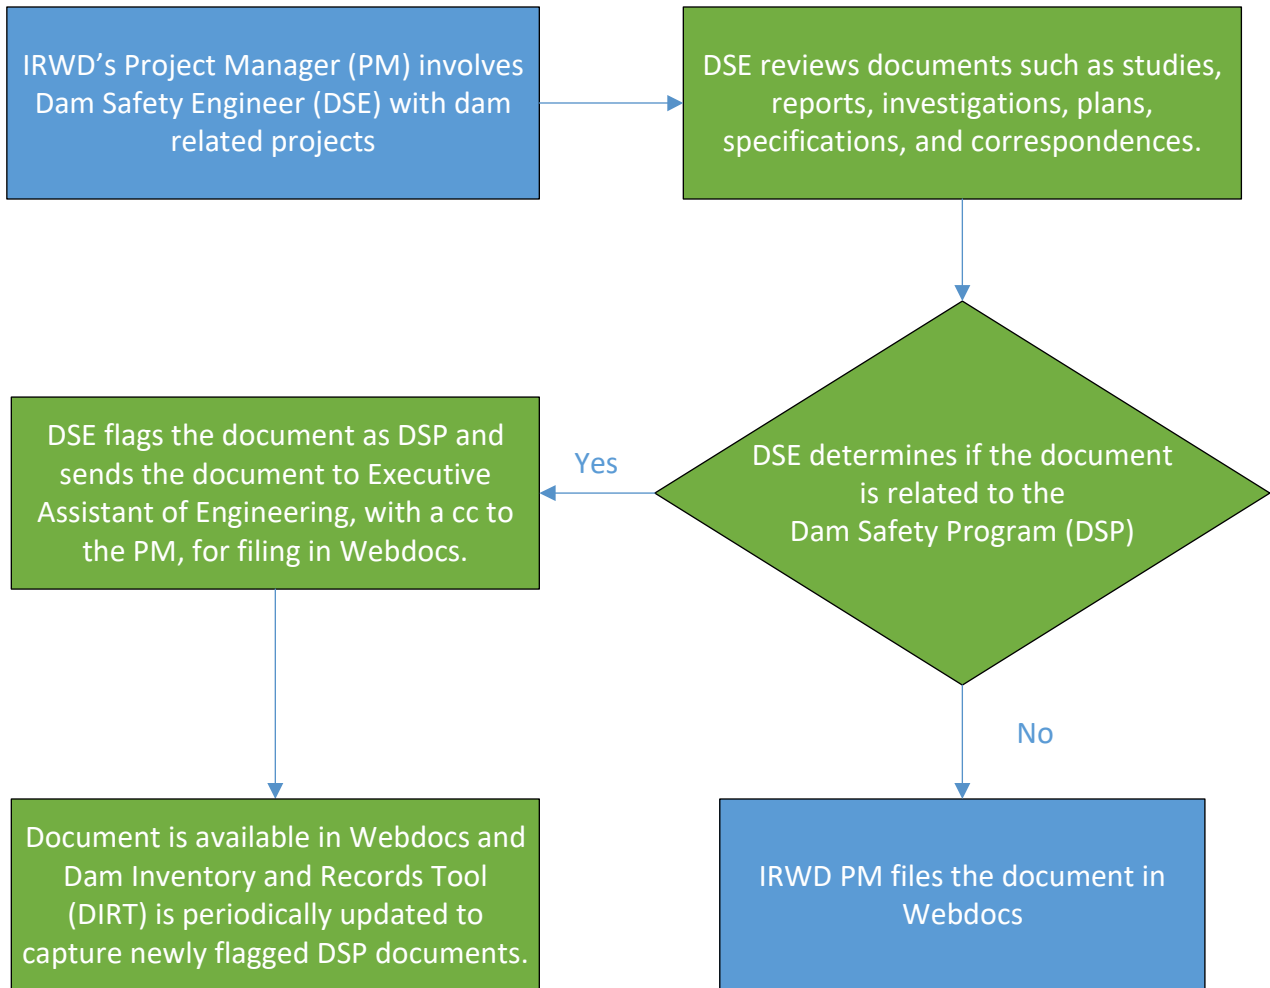 IRWD’s Project Manager (PM) involves
Dam Safety Engineer (DSE) with dam
related projects
DSE reviews documents such as studies,
reports, investigations, plans,
specifications, and correspondences.
DSE determines if the document
is related to the
Dam Safety Program (DSP)
Yes
DSE flags the document as DSP and
sends the document to Executive
Assistant of Engineering, with a cc to
the PM, for filing in Webdocs.
No
Document is available in Webdocs and
Dam Inventory and Records Tool
(DIRT) is periodically updated to
capture newly flagged DSP documents.
IRWD PM files the document in
Webdocs